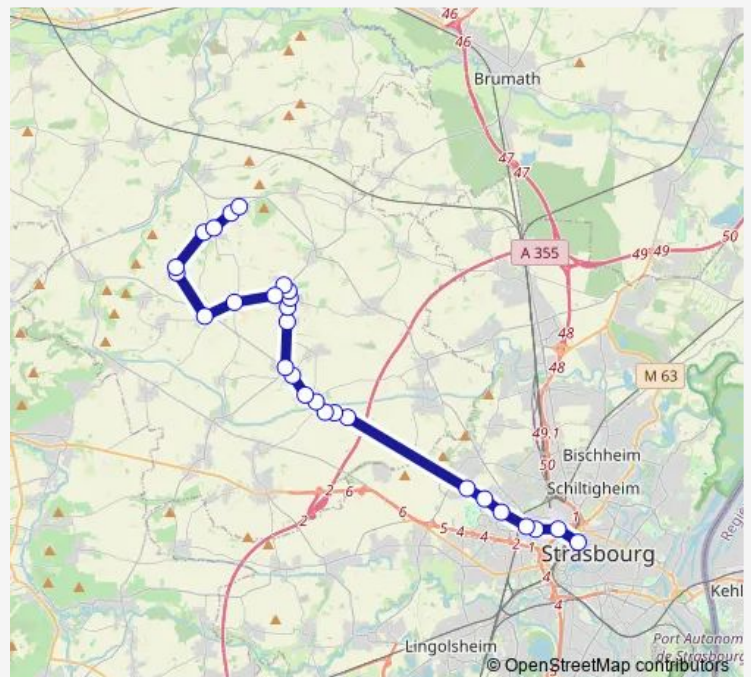 46
46
Brumath
47
47
A 355
49 49
50
48
48
M 63
49.1
50
Bischheim
Schiltigheim
1
2 6
2
6
5 4 4 2 1
Strasbourg
4
4
Kehl
Lingolsheim
Port Autonom
de Strasbourg
© OpenStreetMap contributors